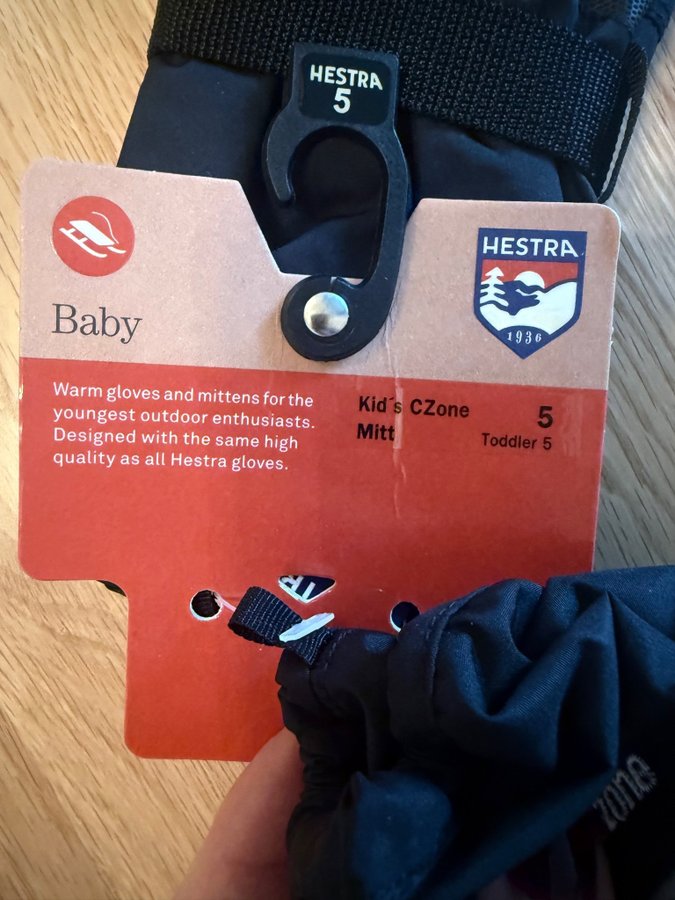 HESTRA
5
Baby
HESTRA
1936
Warm gloves and mittens for the
youngest outdoor enthusiasts.
Designed with the same high
quality as all Hestra gloves.
Kid´s CZone 5
Mitt Toddler 5
zone